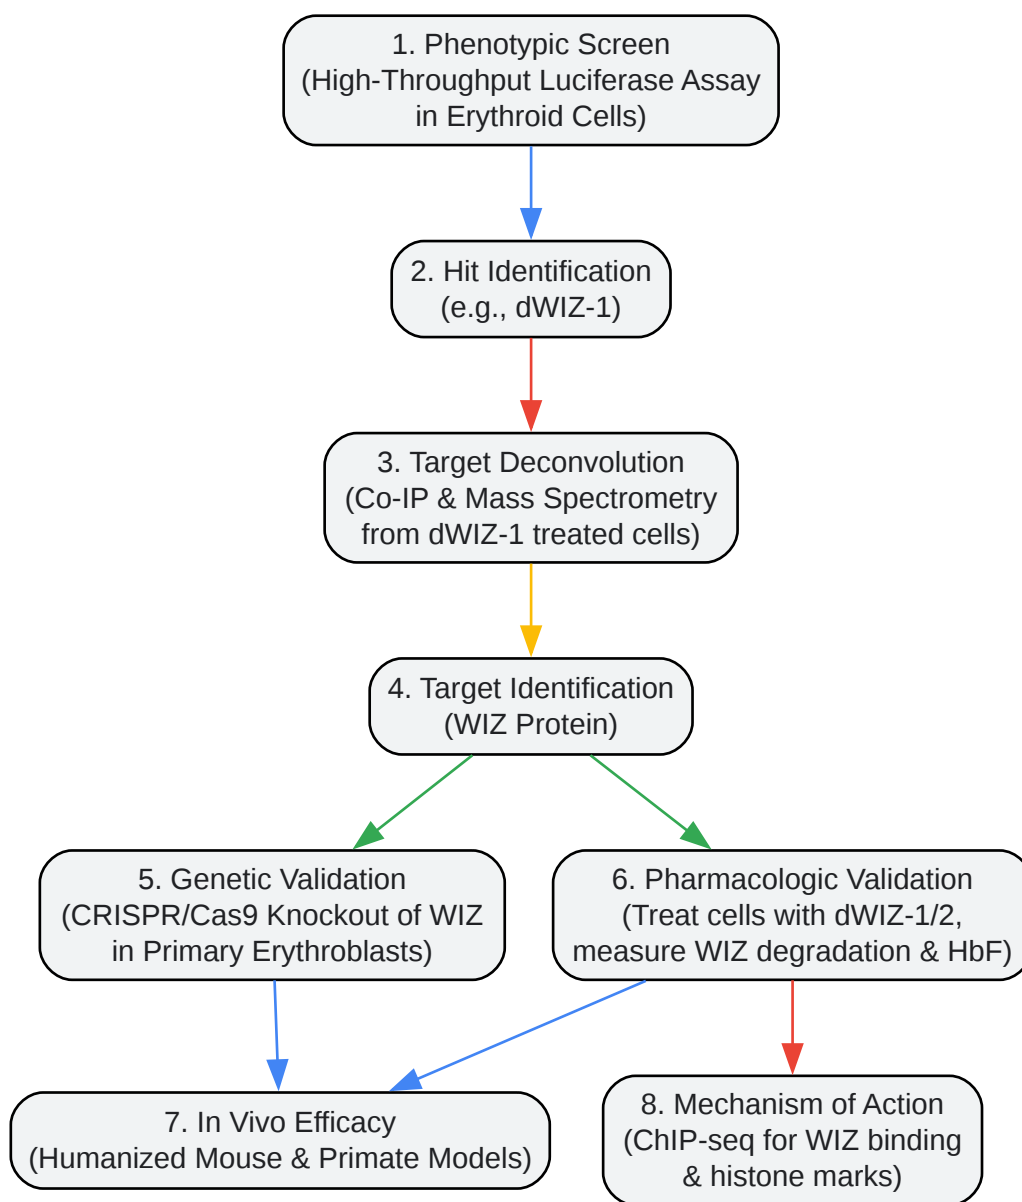 1. Phenotypic Screen
(High-Throughput Luciferase Assay
in Erythroid Cells)
2. Hit Identification
(e.g., dWIZ-1)
3. Target Deconvolution
(Co-IP & Mass Spectrometry
from dWIZ-1 treated cells)
4. Target Identification
(WIZ Protein)
5. Genetic Validation
(CRISPR/Cas9 Knockout of WIZ
in Primary Erythroblasts)
6. Pharmacologic Validation
(Treat cells with dWIZ-1/2,
measure WIZ degradation & HbF)
7. In Vivo Efficacy
(Humanized Mouse & Primate Models)
8. Mechanism of Action
(ChIP-seq for WIZ binding
& histone marks)